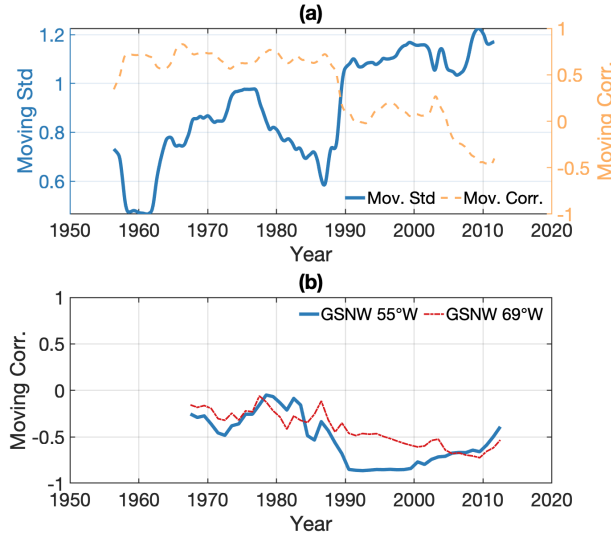 (a)
Moving Std
1.2
1
0.8
0.6
1
0.5
0
-0.5
-1
Moving Corr.
Mov. Std Mov. Corr.
1950 1960 1970 1980 1990 2000 2010 2020
Year
(b)
Moving Corr.
1
0.5
0
-0.5
-1
GSNW 55°W GSNW 69°W
1950 1960 1970 1980 1990 2000 2010 2020
Year